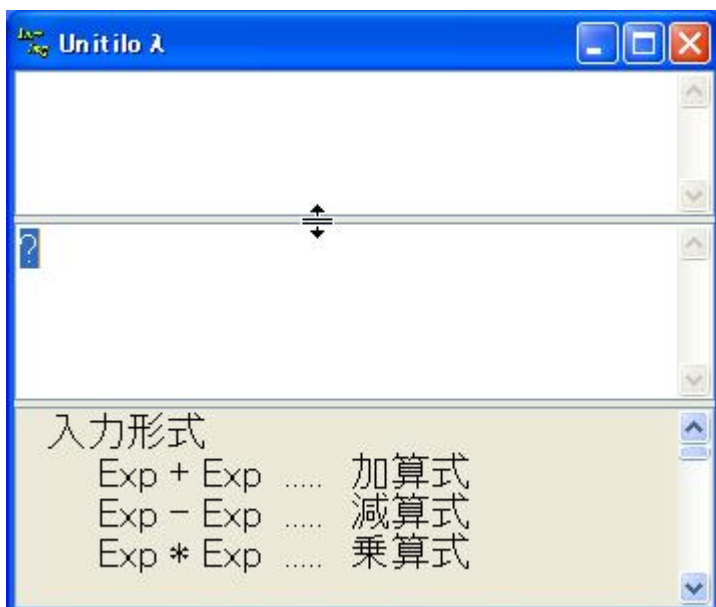 Unitilo λ
?
入力形式
Exp + Exp ..... 加算式
Exp - Exp ..... 減算式
Exp * Exp ..... 乗算式